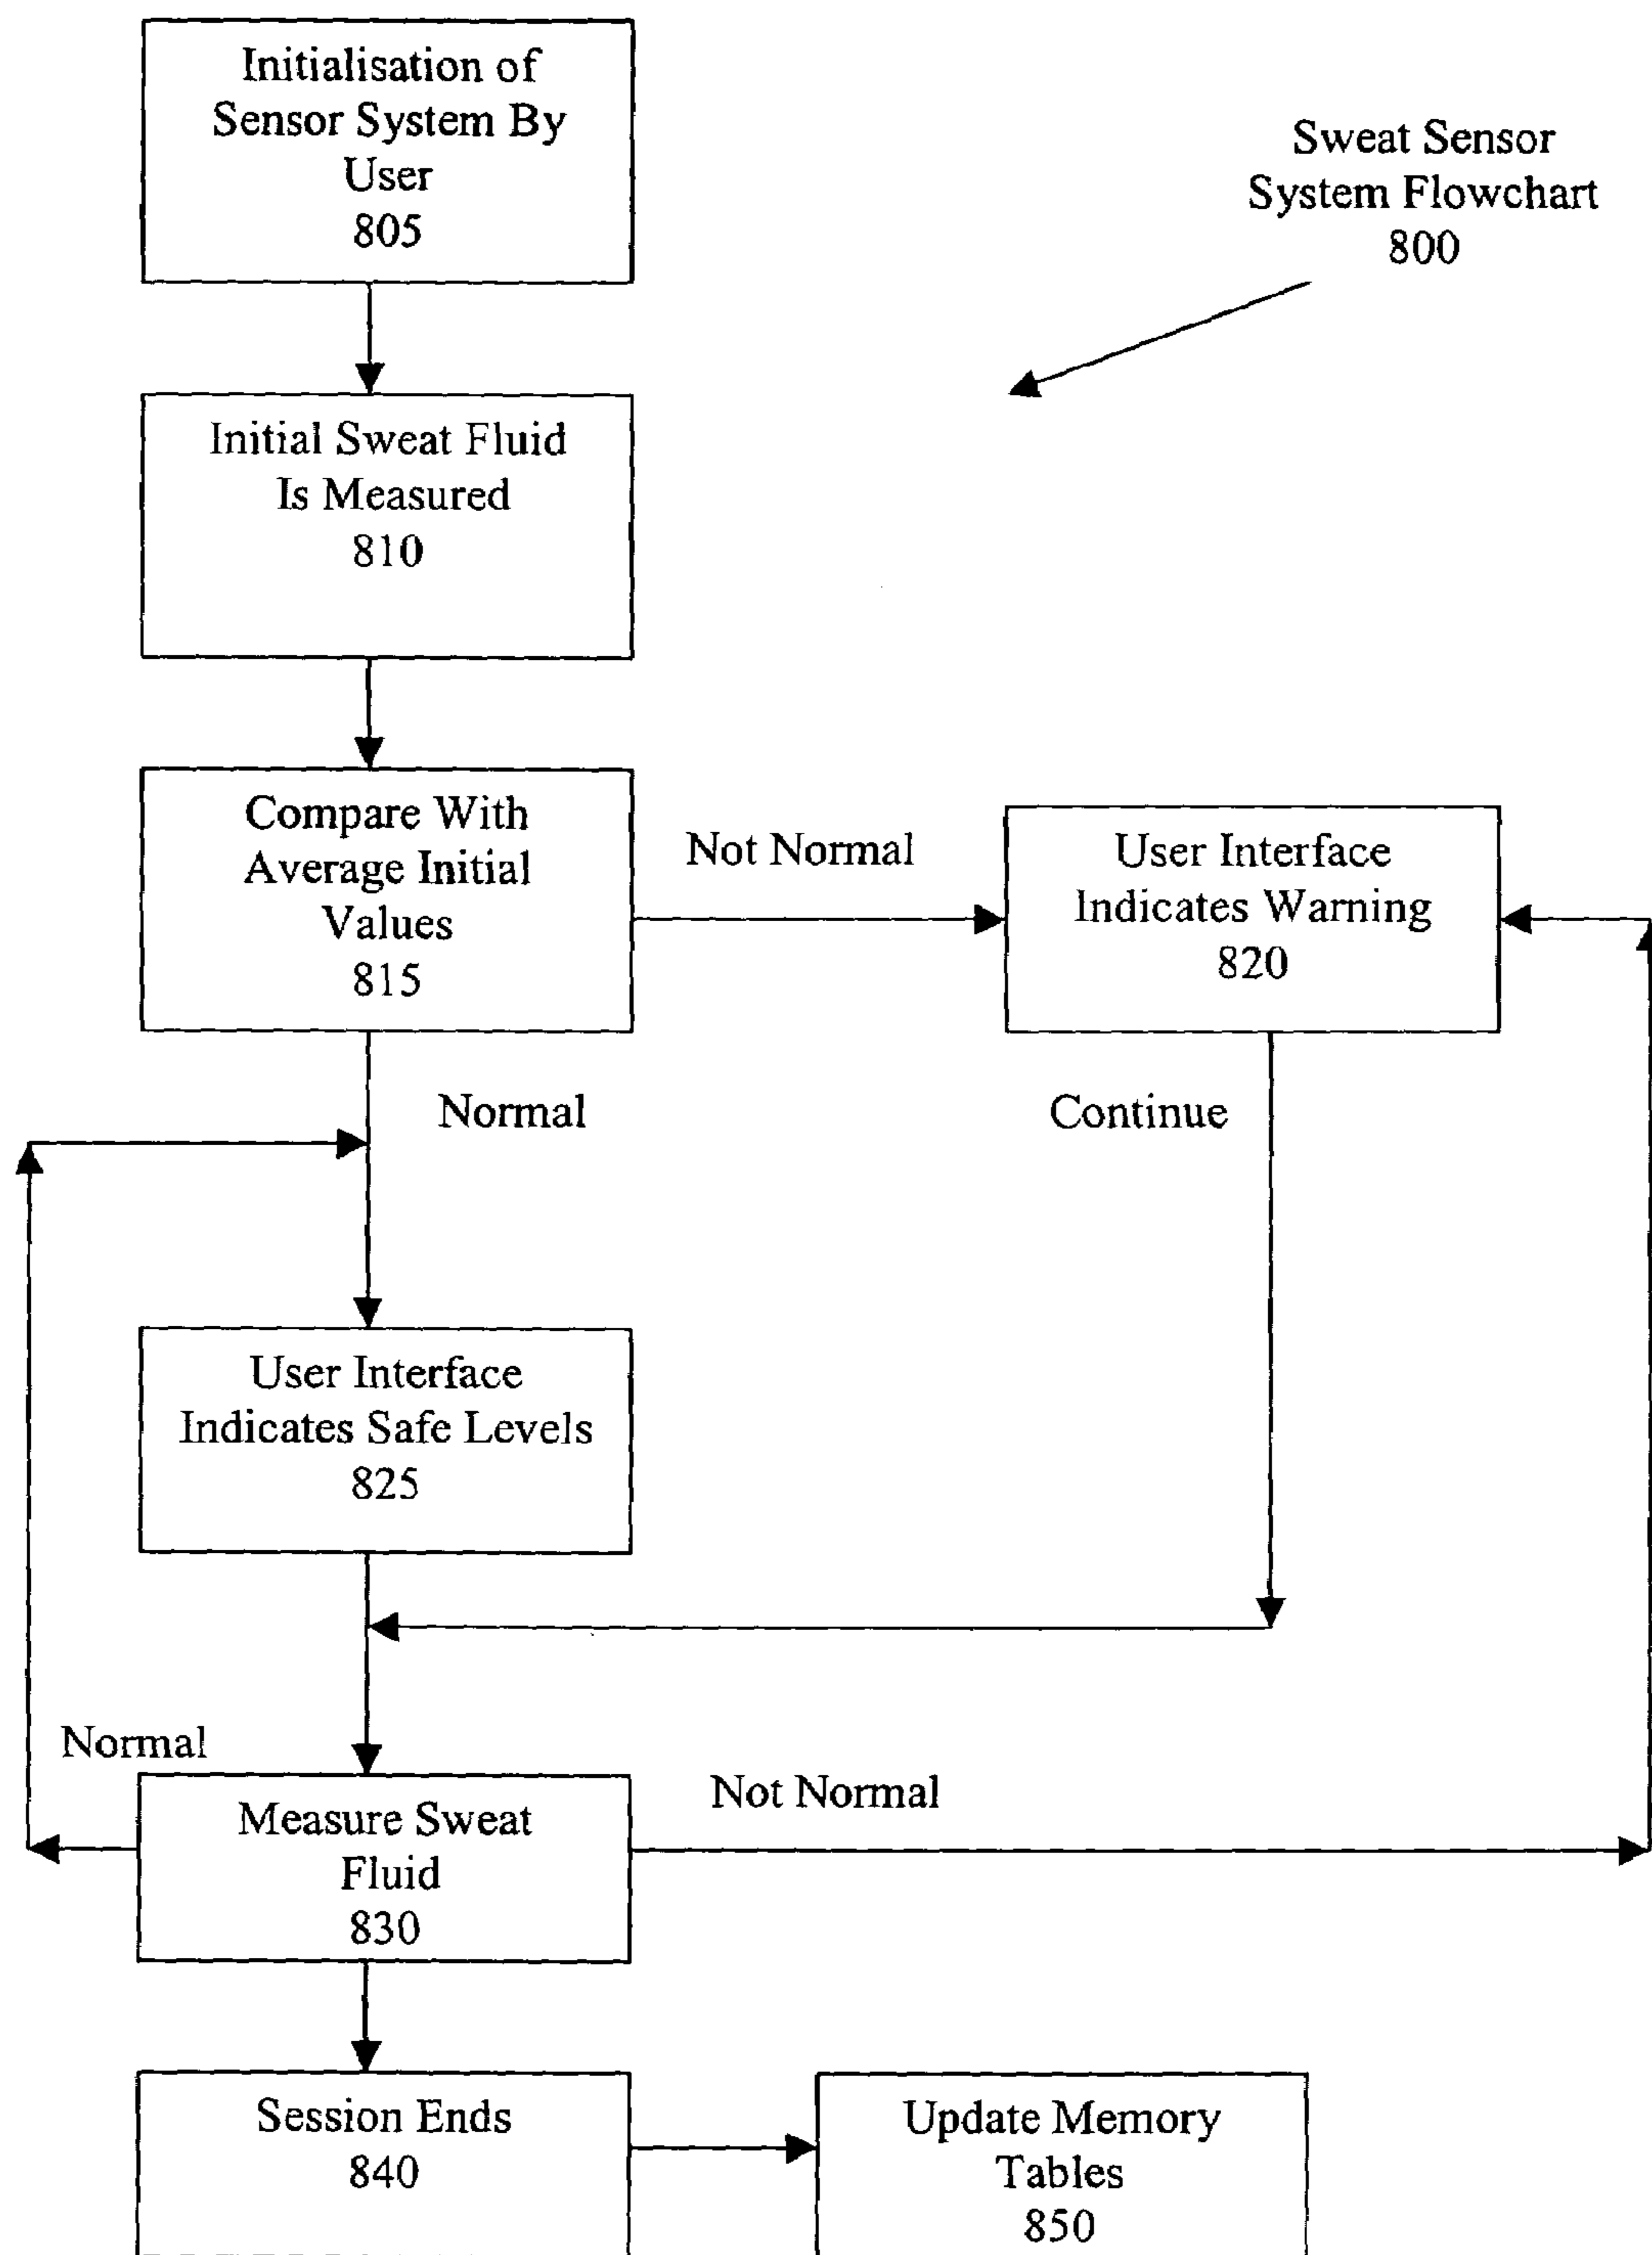 Initialisation of
Sensor System By
User
805
Sweat Sensor
System Flowchart
800
Initial Sweat Fluid
Is Measured
810
Compare With
Average Initial
Values
815
Not Normal
User Interface
Indicates Warning
820
Normal
Continue
User Interface
Indicates Safe Levels
825
Normal
Measure Sweat
Fluid
830
Not Normal
Session Ends
840
Update Memory
Tables
850